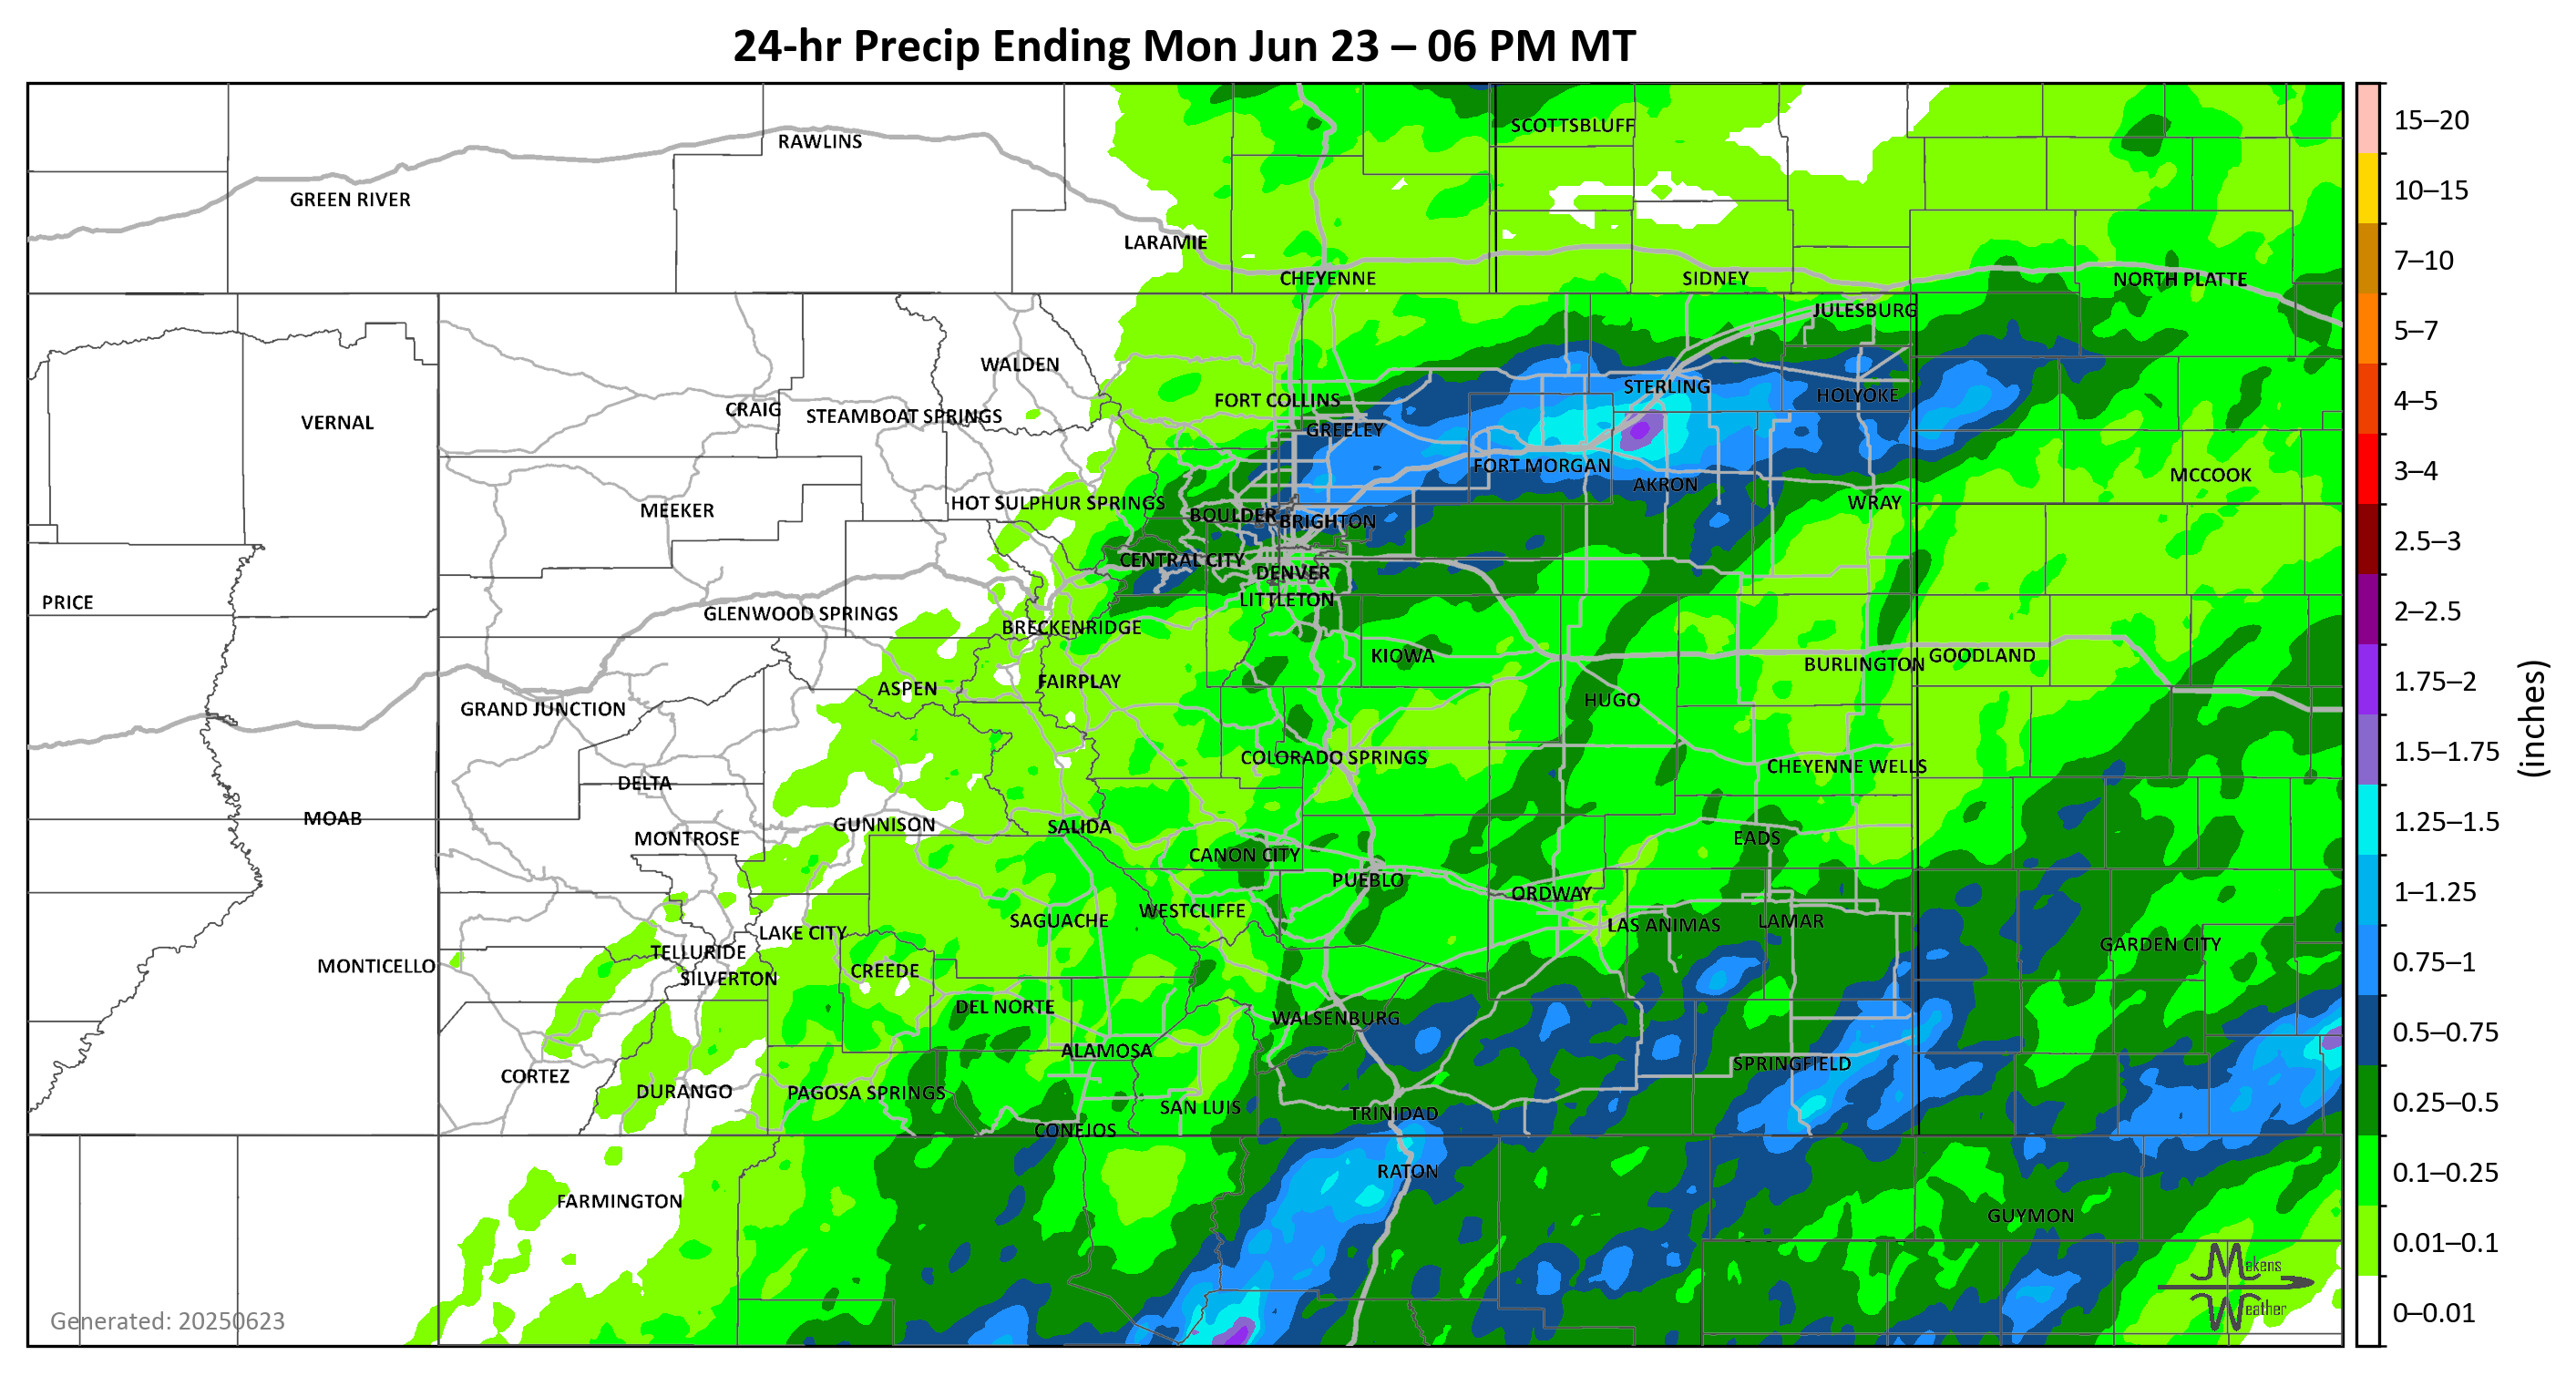 24-hr Precip Ending Mon Jun 23 – 06 PM MT
SCOTTSBLUFF
RAWLINS
GREEN RIVER
LARAMIE
CHEYENNE
SIDNEY
NORTH PLATTE
JULESBURG
WALDEN
STERLING
HOLYOKE
FORT COLLINS
CRAIG
STEAMBOAT SPRINGS
VERNAL
GREELEY
FORT MORGAN
MCCOOK
AKRON
HOT SULPHUR SPRINGS
WRAY
MEEKER
BOULDER
BRIGHTON
CENTRAL CITY
DENVER
PRICE
LITTLETON
GLENWOOD SPRINGS
BRECKENRIDGE
KIOWA
BURLINGTON
GOODLAND
FAIRPLAY
ASPEN
HUGO
GRAND JUNCTION
COLORADO SPRINGS
CHEYENNE WELLS
DELTA
MOAB
GUNNISON
SALIDA
MONTROSE
EADS
CANON CITY
PUEBLO
ORDWAY
WESTCLIFFE
SAGUACHE
LAS ANIMAS
LAMAR
LAKE CITY
GARDEN CITY
TELLURIDE
MONTICELLO
CREEDE
SILVERTON
DEL NORTE
WALSENBURG
ALAMOSA
SPRINGFIELD
CORTEZ
DURANGO
PAGOSA SPRINGS
SAN LUIS
TRINIDAD
CONEJOS
RATON
FARMINGTON
GUYMON
Makens
Weather
Generated: 20250623
15–20
10–15
7–10
5–7
4–5
3–4
2.5–3
2–2.5
1.75–2
1.5–1.75
1.25–1.5
1–1.25
0.75–1
0.5–0.75
0.25–0.5
0.1–0.25
0.01–0.1
0–0.01
(inches)